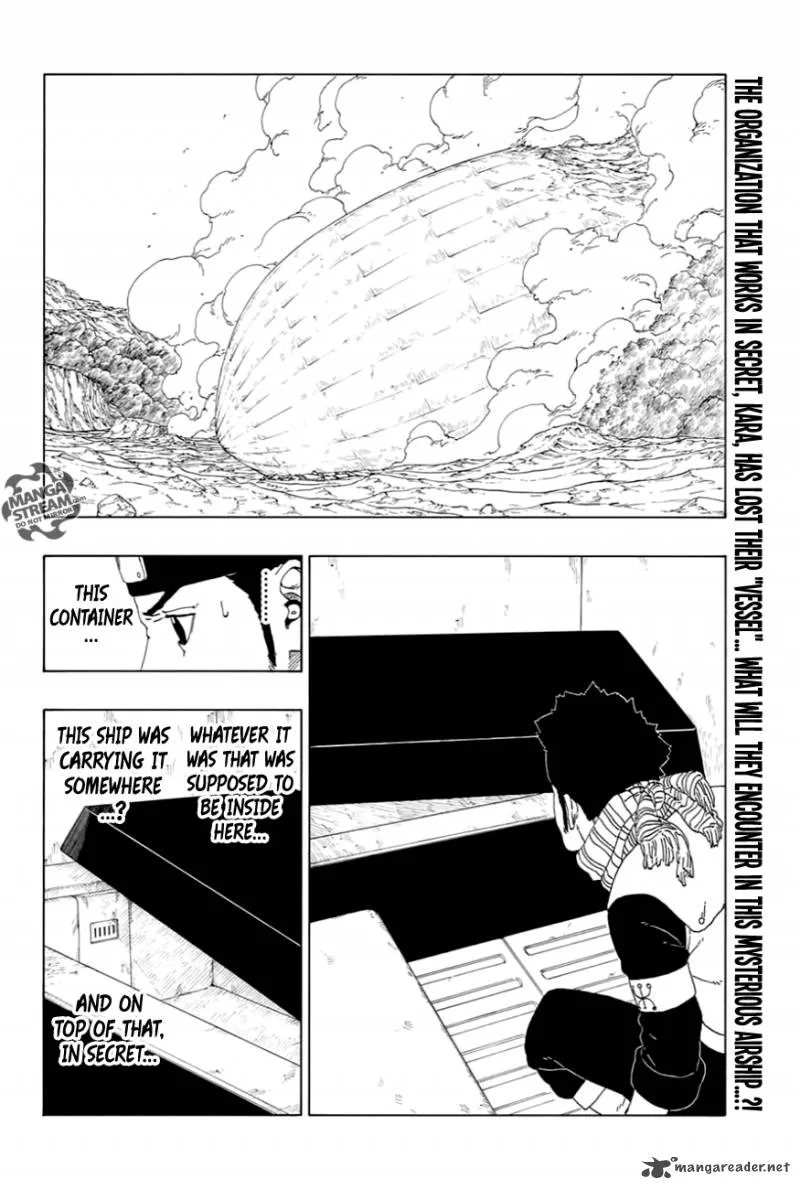 THE ORGANIZATION THAT WORKS IN SECRET, KARA, HAS LOST THEIR "VESSEL"... WHAT WILL THEY ENCOUNTER IN THIS MYSTERIOUS AIRSHIP...?!
MANGA
STREAM.com
DO NOT MIRROR
THIS
CONTAINER
...
WHATEVER IT
WAS THAT WAS
SUPPOSED TO
BE INSIDE
HERE...
THIS SHIP WAS
CARRYING IT
SOMEWHERE
...?
AND ON
TOP OF THAT,
IN SECRET...
mangareader.net